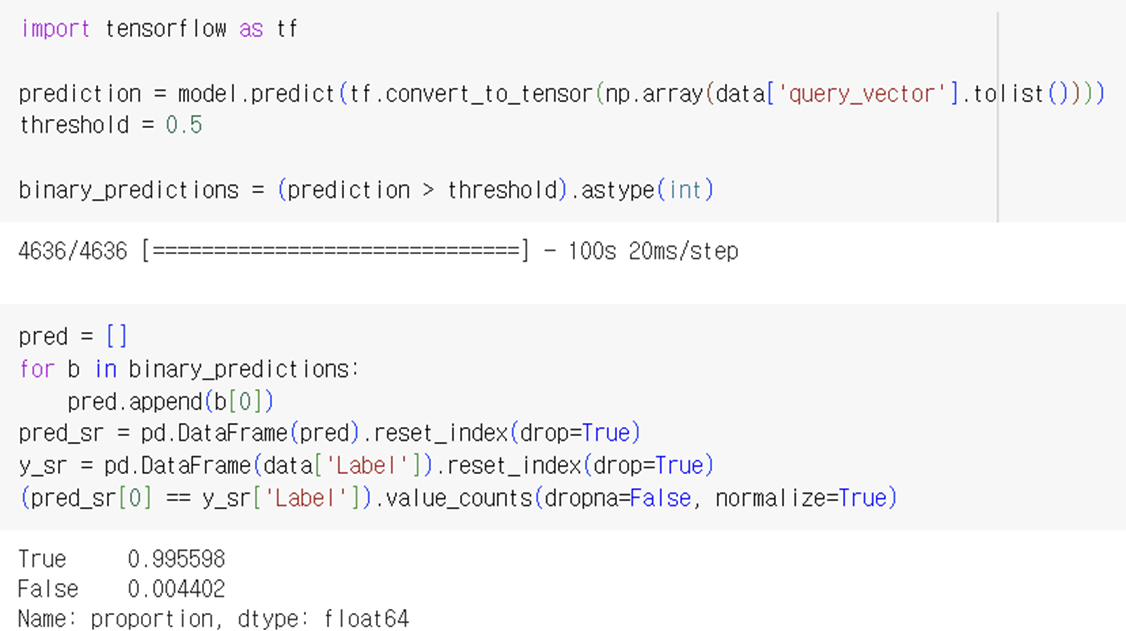 import tensorflow as tf
prediction = model.predict(tf.convert_to_tensor(np.array(data['query_vector'].tolist())))
threshold = 0.5
binary_predictions = (prediction > threshold).astype(int)
4636/4636 [==============================] - 100s 20ms/step
pred = []
for b in binary_predictions:
    pred.append(b[0])
pred_sr = pd.DataFrame(pred).reset_index(drop=True)
y_sr = pd.DataFrame(data['Label']).reset_index(drop=True)
(pred_sr[0] == y_sr['Label']).value_counts(dropna=False, normalize=True)
True     0.995598
False    0.004402
Name: proportion, dtype: float64